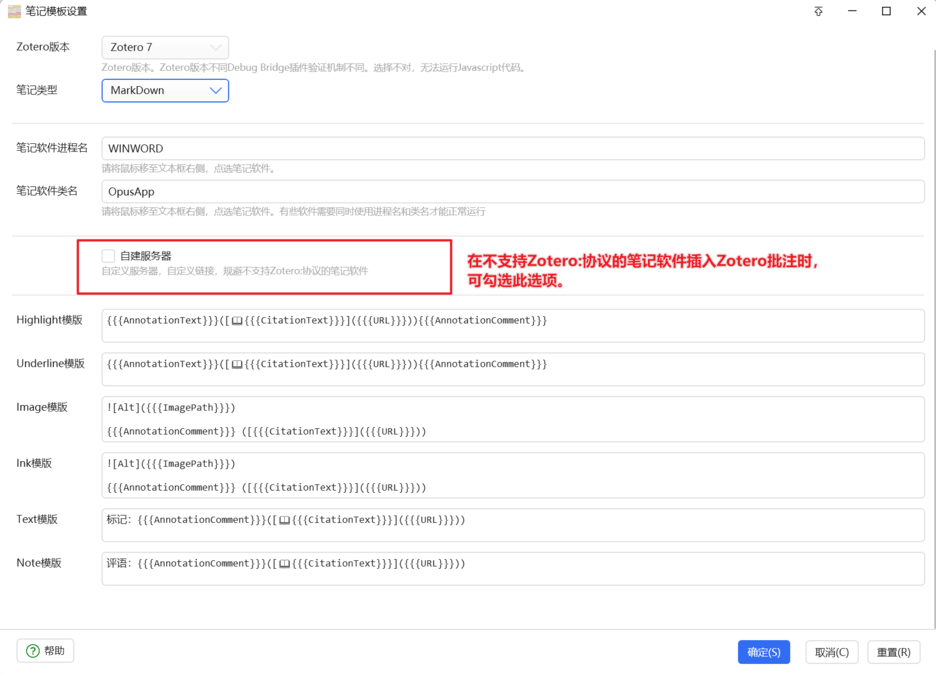 笔记模板设置
Zotero版本
Zotero 7
Zotero版本。Zotero版本不同Debug Bridge插件验证机制不同。选择不对，无法运行Javascript代码。
笔记类型
MarkDown
笔记软件进程名
WINWORD
请将鼠标移至文本框右侧，点选笔记软件。
笔记软件类名
OpusApp
请将鼠标移至文本框右侧，点选笔记软件。有些软件需要同时使用进程名和类名才能正常运行
自建服务器
自定义服务器，自定义链接，规避不支持Zotero:协议的笔记软件
在不支持Zotero:协议的笔记软件插入Zotero批注时，
可勾选此选项。
Highlight模版
{{{AnnotationText}}}([🕮{{{CitationText}}}]({{{URL}}})){{{AnnotationComment}}}
Underline模版
{{{AnnotationText}}}([🕮{{{CitationText}}}]({{{URL}}})){{{AnnotationComment}}}
Image模版
![Alt]({{{ImagePath}}})
{{{AnnotationComment}}} ([{{{CitationText}}}]({{{URL}}}))
Ink模版
![Alt]({{{ImagePath}}})
{{{AnnotationComment}}} ([{{{CitationText}}}]({{{URL}}}))
Text模版
标记：{{{AnnotationComment}}}([🕮{{{CitationText}}}]({{{URL}}}))
Note模版
评语：{{{AnnotationComment}}}([🕮{{{CitationText}}}]({{{URL}}}))
帮助
确定(S)
取消(C)
重置(R)